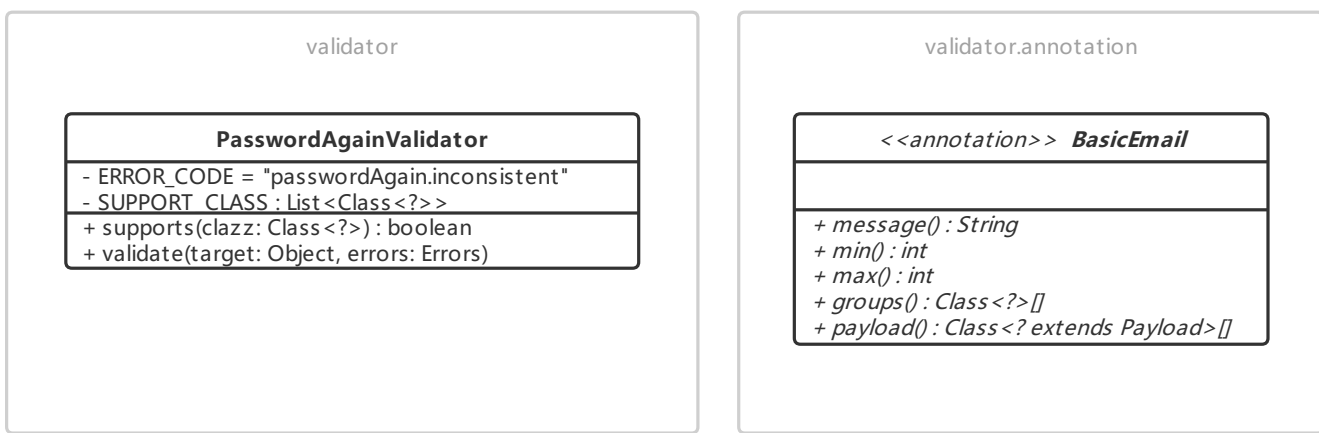 validator
PasswordAgainValidator
- ERROR_CODE = "passwordAgain.inconsistent"
- SUPPORT_CLASS : List<Class<?>>
+ supports(clazz: Class<?>) : boolean
+ validate(target: Object, errors: Errors)
validator.annotation
<<annotation>> BasicEmail
+ message() : String
+ min() : int
+ max() : int
+ groups() : Class<?>[]
+ payload() : Class<? extends Payload>[]